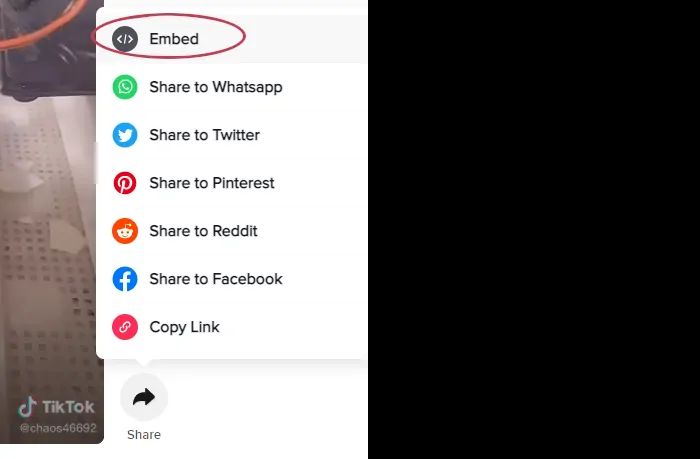 Embed
Share to Whatsapp
Share to Twitter
Share to Pinterest
Share to Reddit
Share to Facebook
Copy Link
TikTok
@chaos46692
Share